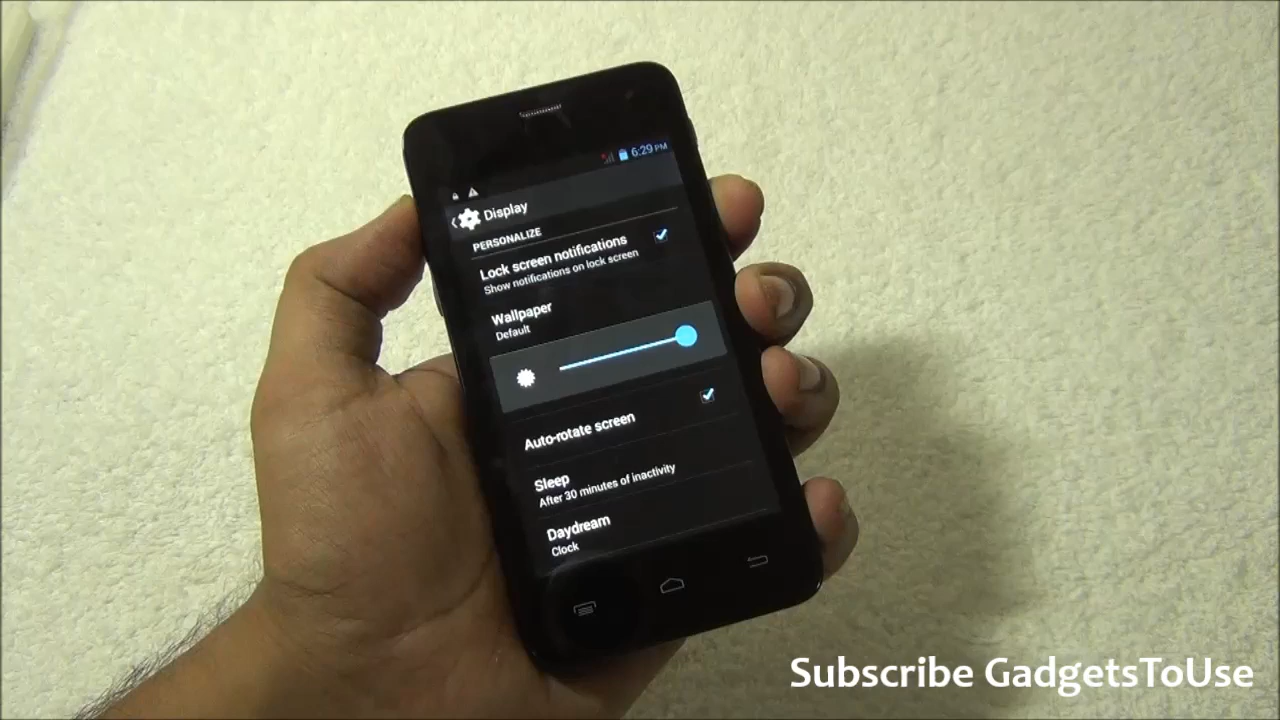 6:29 PM
Display
PERSONALIZE
Lock screen notifications
Show notifications on lock screen
Wallpaper
Default
Auto-rotate screen
Sleep
After 30 minutes of inactivity
Daydream
Clock
Subscribe GadgetsToUse